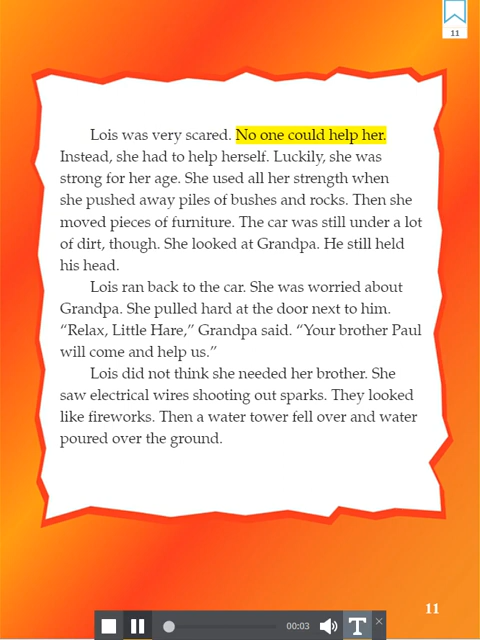 11
Lois was very scared. No one could help her.
Instead, she had to help herself. Luckily, she was
strong for her age. She used all her strength when
she pushed away piles of bushes and rocks. Then she
moved pieces of furniture. The car was still under a lot
of dirt, though. She looked at Grandpa. He still held
his head.
Lois ran back to the car. She was worried about
Grandpa. She pulled hard at the door next to him.
“Relax, Little Hare,” Grandpa said. “Your brother Paul
will come and help us.”
Lois did not think she needed her brother. She
saw electrical wires shooting out sparks. They looked
like fireworks. Then a water tower fell over and water
poured over the ground.
11
00:03
T